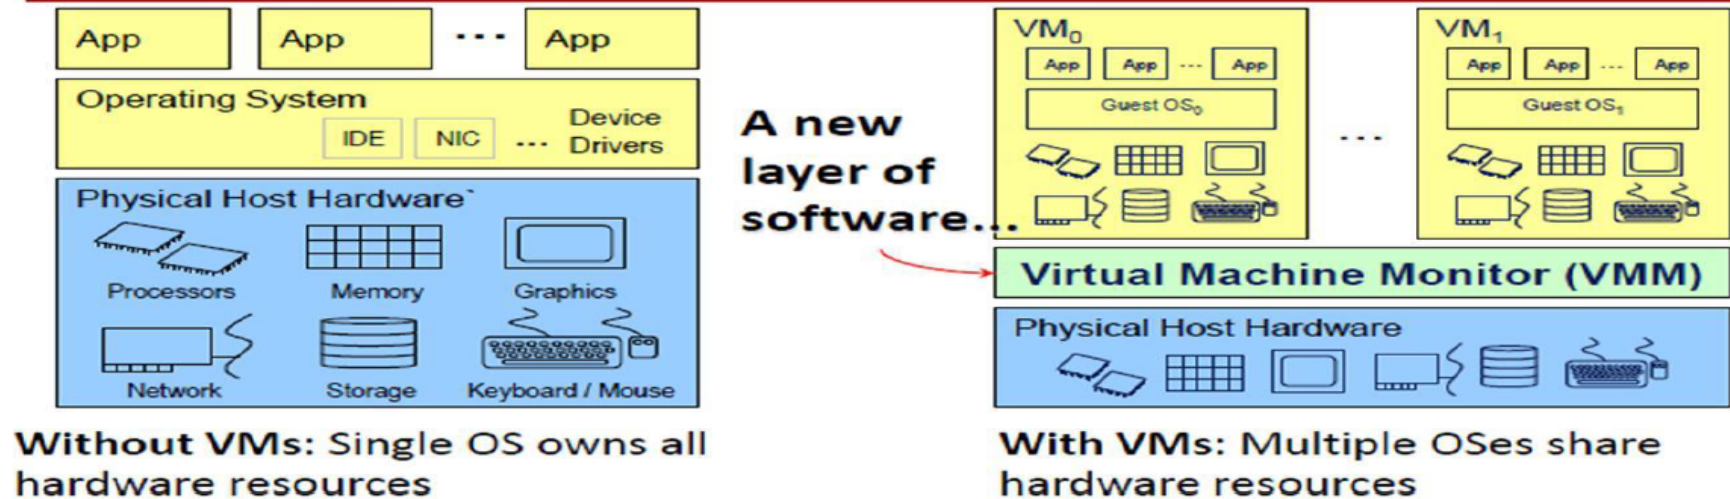 App App ... App
Operating System
IDE NIC ... Device
Drivers
Physical Host Hardware`
Processors Memory Graphics
Network Storage Keyboard / Mouse
Without VMs: Single OS owns all
hardware resources
A new
layer of
software...
VM₀
App App ... App
Guest OS₀
...
VM₁
App App ... App
Guest OS₁
Virtual Machine Monitor (VMM)
Physical Host Hardware
With VMs: Multiple OSes share
hardware resources